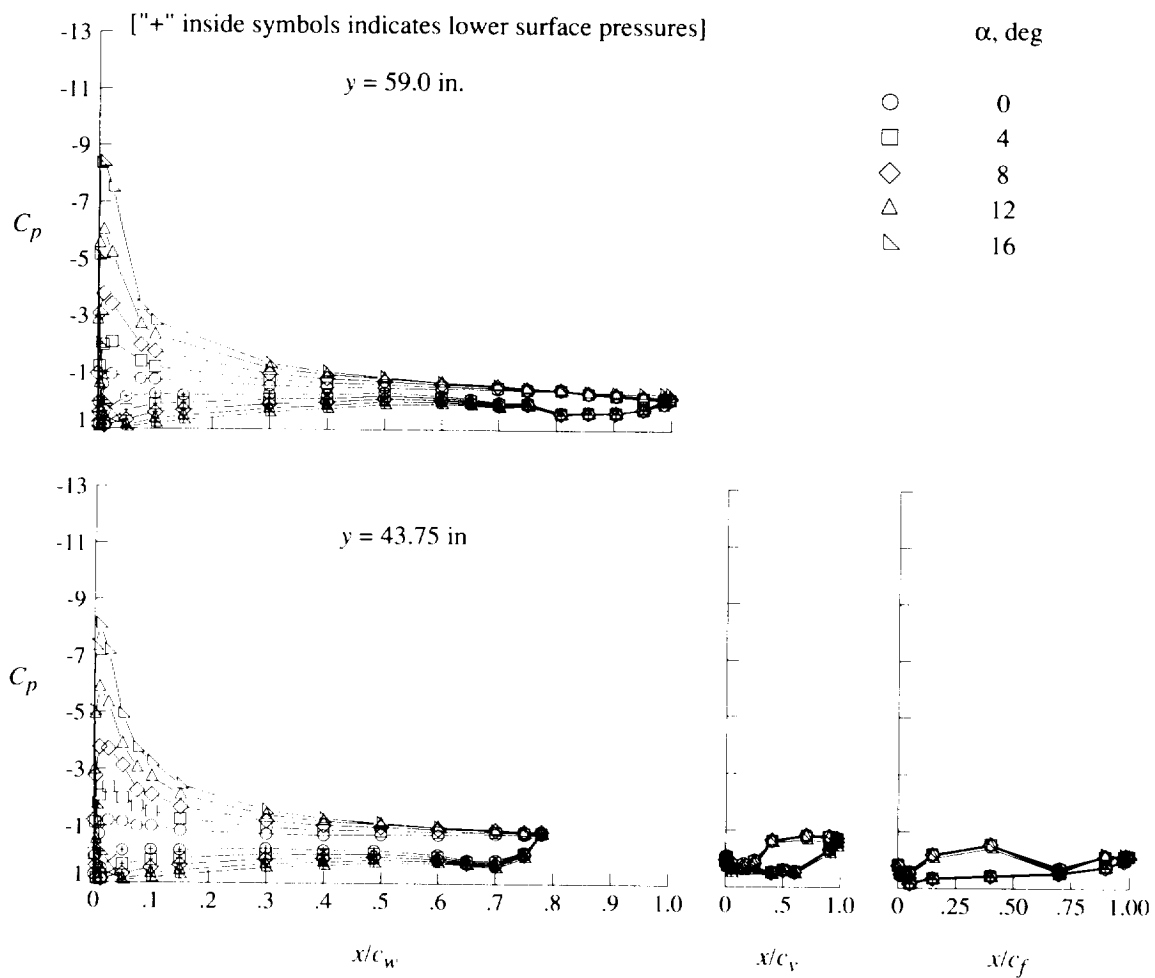 ["+" inside symbols indicates lower surface pressures]
α, deg
y = 59.0 in.
0
4
8
12
16
-13
-11
-9
-7
-5
-3
-1
1
Cp
y = 43.75 in
-13
-11
-9
-7
-5
-3
-1
1
Cp
0 .1 .2 .3 .4 .5 .6 .7 .8 .9 1.0
x/cw
0 1.0
x/cv
0 .25 .50 .75 1.00
x/cf